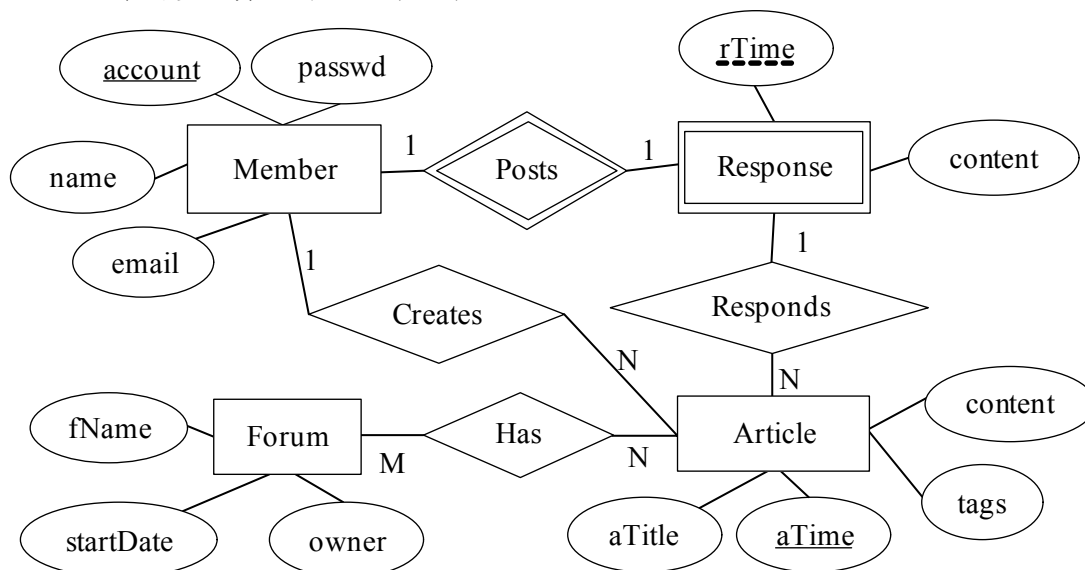 account
passwd
rTime
name
Member
1
Posts
1
Response
content
email
1
Creates
1
Responds
N
N
fName
Forum
M
Has
N
Article
content
startDate
owner
aTitle
aTime
tags